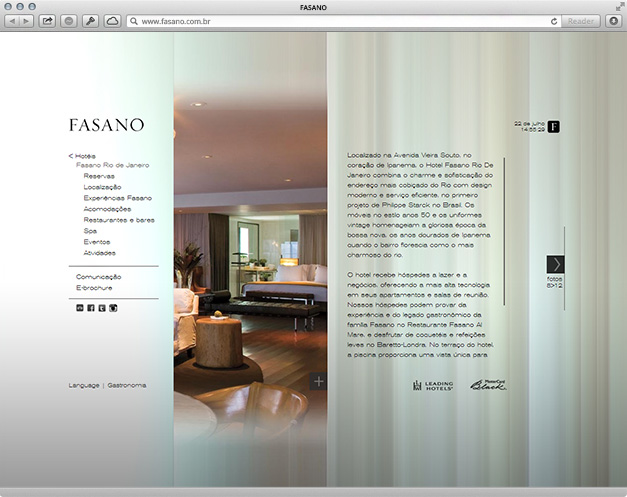 FASANO
www.fasano.com.br
Reader
FASANO
< Hotéis
Fasano Rio de Janeiro
Reservas
Localização
Experiências Fasano
Acomodações
Restaurantes e bares
Spa
Eventos
Atividades
Comunicação
E-brochure
Language | Gastronomia
Localizado na Avenida Vieira Souto, no
coração de Ipanema, o Hotel Fasano Rio De
Janeiro combina o charme e sofisticação do
endereço mais cobiçado do Rio com design
moderno e serviço eficiente, no primeiro
projeto de Philippe Starck no Brasil. Os
móveis no estilo anos 50 e os uniformes
vintage homenageiam a gloriosa época da
bossa nova, os anos dourados de Ipanema,
quando o bairro florescia como o mais
charmoso do rio.
O hotel recebe hóspedes a lazer e a
negócios, oferecendo a mais alta tecnologia
em seus apartamentos e salas de reunião.
Nossos hóspedes podem provar da
experiência e do legado gastronômico da
família Fasano no Restaurante Fasano Al
Mare, e desfrutar de coquetéis e refeições
leves no Baretto-Londra. No terraço do hotel,
a piscina proporciona uma vista única para
LEADING
HOTELS
MasterCard
Black
22 de julho
14:55:29
F
fotos
8>12